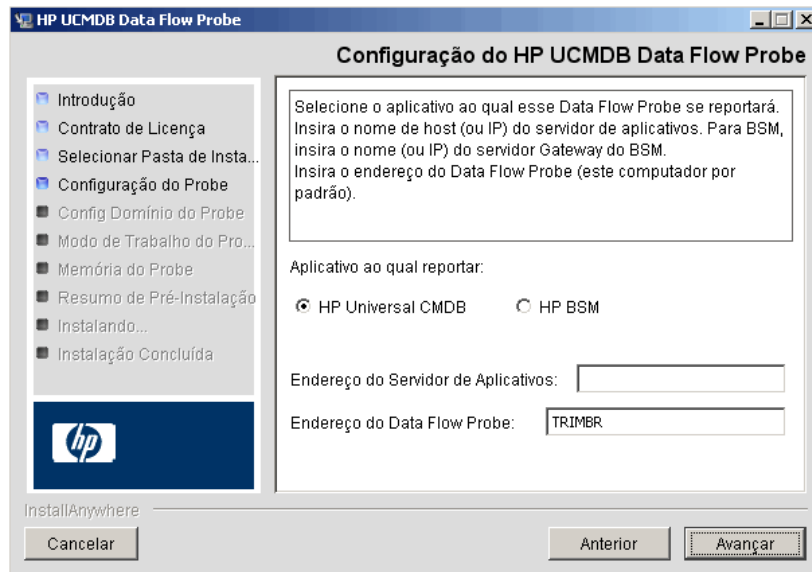 HP UCMDB Data Flow Probe
Configuração do HP UCMDB Data Flow Probe
Introdução
Contrato de Licença
Selecionar Pasta de Insta...
Configuração do Probe
Config Domínio do Probe
Modo de Trabalho do Pro...
Memória do Probe
Resumo de Pré-Instalação
Instalando...
Instalação Concluída
hp
Selecione o aplicativo ao qual esse Data Flow Probe se reportará.
Insira o nome de host (ou IP) do servidor de aplicativos. Para BSM,
insira o nome (ou IP) do servidor Gateway do BSM.
Insira o endereço do Data Flow Probe (este computador por
padrão).
Aplicativo ao qual reportar:
HP Universal CMDB HP BSM
Endereço do Servidor de Aplicativos:
Endereço do Data Flow Probe: TRIMBR
InstallAnywhere
Cancelar Anterior Avançar